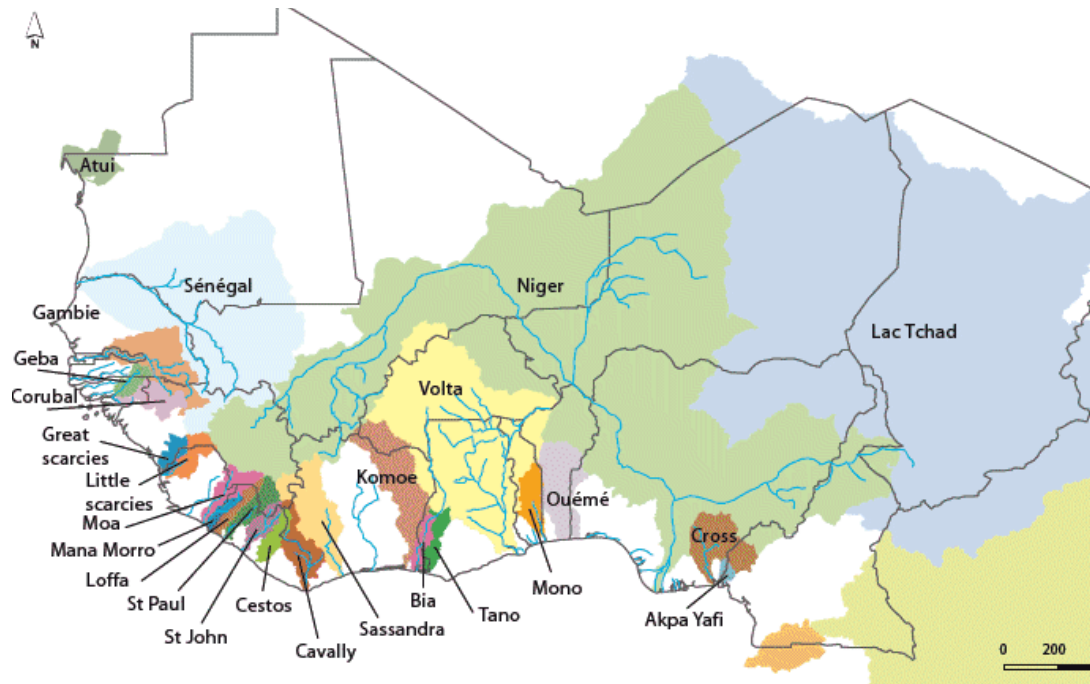 N
Atui
Sénégal
Gambie
Niger
Geba
Lac Tchad
Corubal
Volta
Great
scarcies
Little
scarcies
Komoe
Ouémé
Moa
Cross
Mana Morro
Loffa
Mono
St Paul
Cestos
Bia
Tano
Akpa Yafi
St John
Sassandra
Cavally
0 200